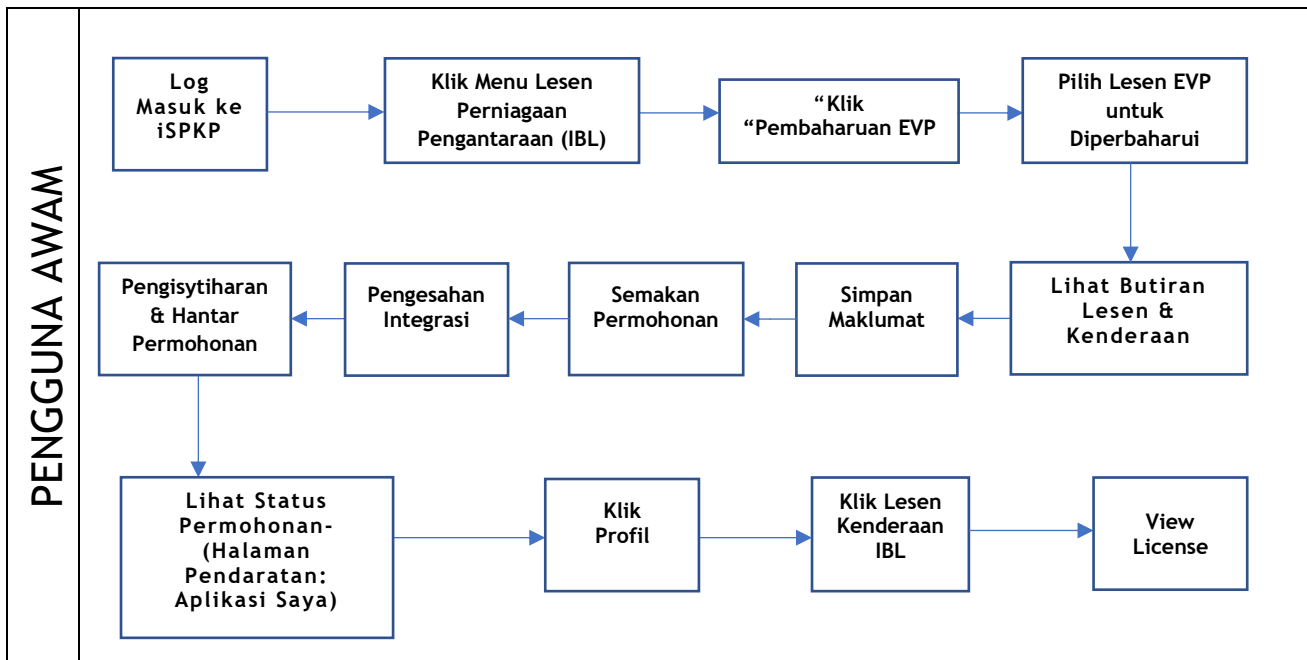 PENGGUNA AWAM
Log
Masuk ke
iSPKP
Klik Menu Lesen
Perniagaan
Pengantaraan (IBL)
“Klik
“Pembaharuan EVP
Pilih Lesen EVP
untuk
Diperbaharui
Lihat Butiran
Lesen &
Kenderaan
Simpan
Maklumat
Semakan
Permohonan
Pengesahan
Integrasi
Pengisytiharan
& Hantar
Permohonan
Lihat Status
Permohonan-
(Halaman
Pendaratan:
Aplikasi Saya)
Klik
Profil
Klik Lesen
Kenderaan
IBL
View
License